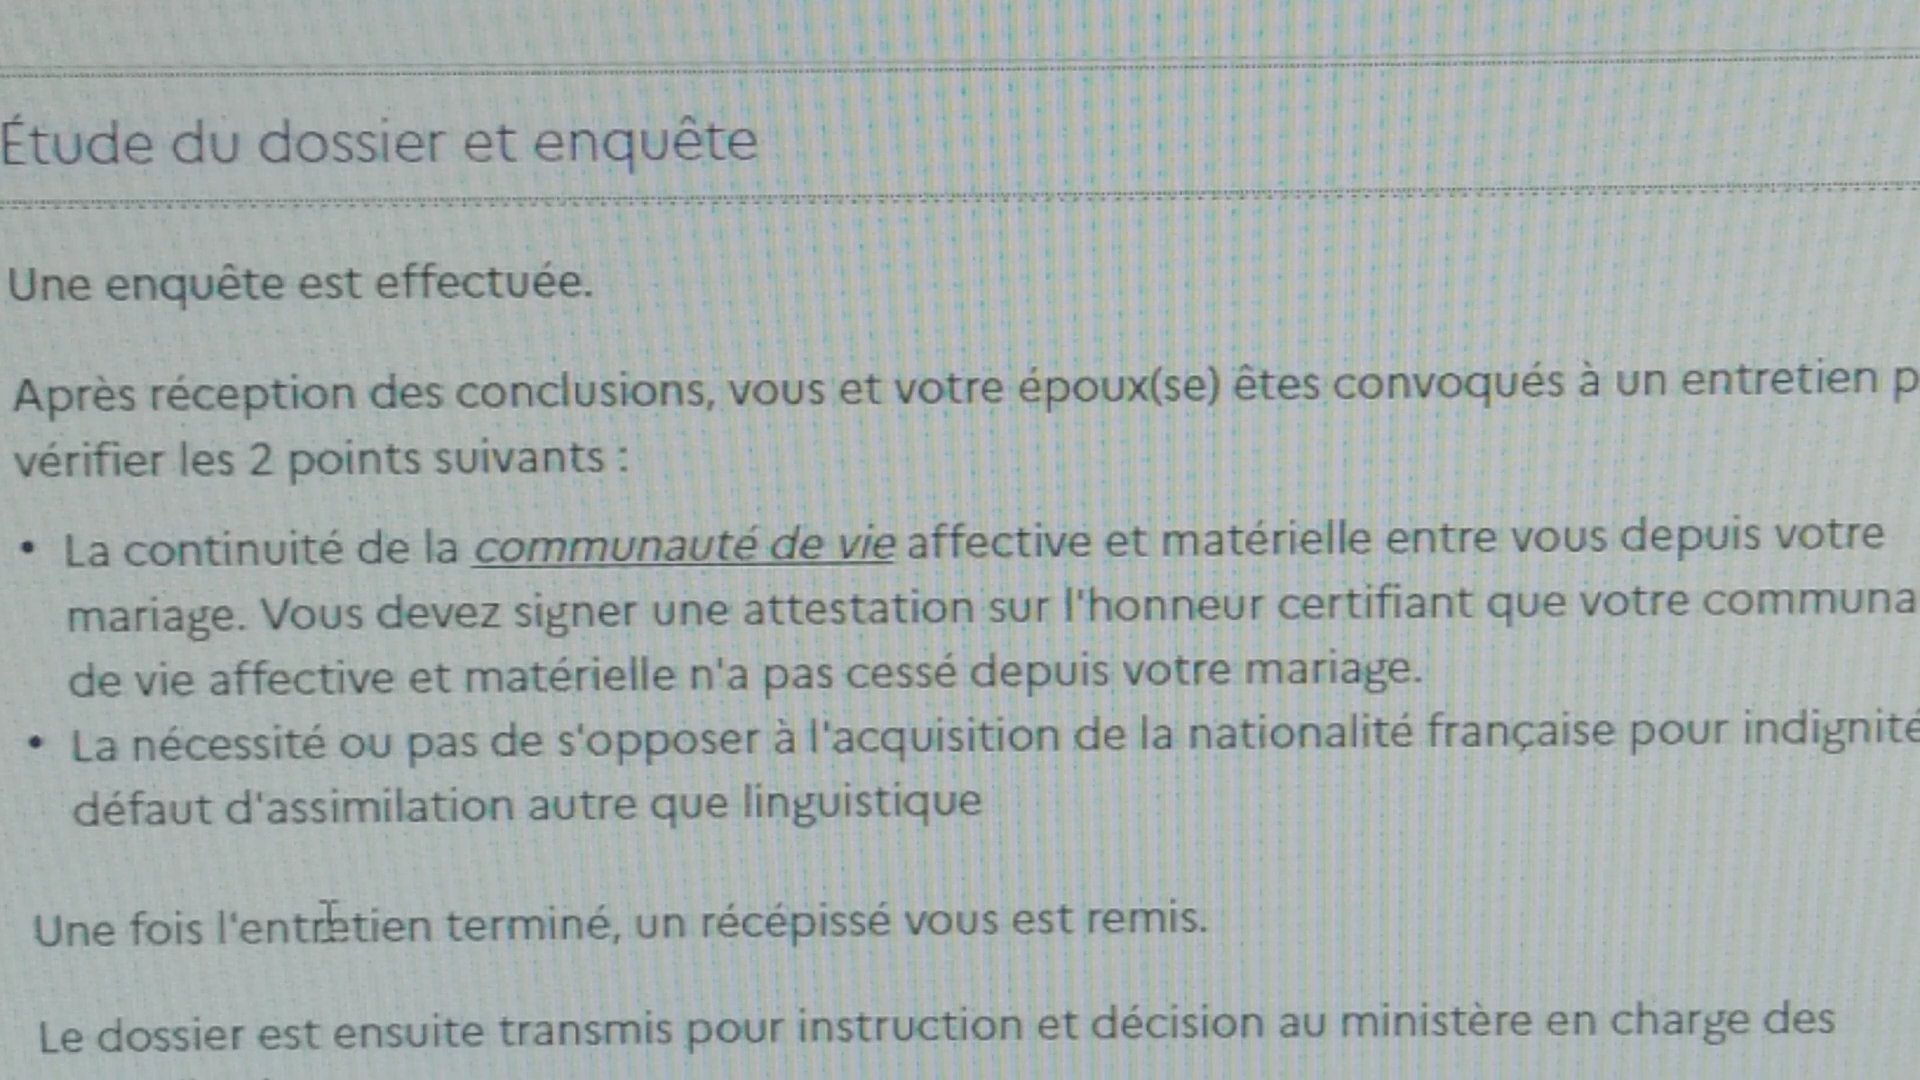 Étude du dossier et enquête
Une enquête est effectuée.
Après réception des conclusions, vous et votre époux(se) êtes convoqués à un entretien p
vérifier les 2 points suivants :
• La continuité de la communauté de vie affective et matérielle entre vous depuis votre
mariage. Vous devez signer une attestation sur l'honneur certifiant que votre communa
de vie affective et matérielle n'a pas cessé depuis votre mariage.
• La nécessité ou pas de s'opposer à l'acquisition de la nationalité française pour indignité
défaut d'assimilation autre que linguistique
Une fois l'entretien terminé, un récépissé vous est remis.
Le dossier est ensuite transmis pour instruction et décision au ministère en charge des